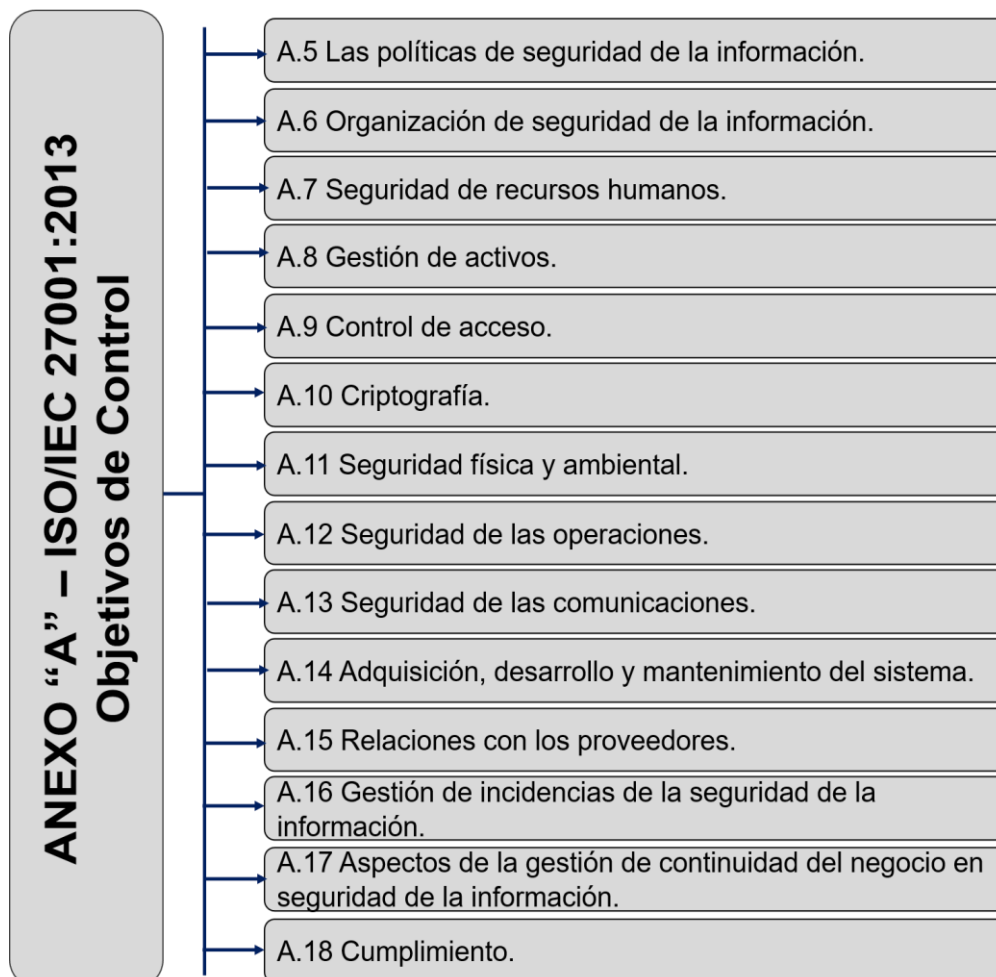 ANEXO “A” – ISO/IEC 27001:2013
Objetivos de Control
A.5 Las políticas de seguridad de la información.
A.6 Organización de seguridad de la información.
A.7 Seguridad de recursos humanos.
A.8 Gestión de activos.
A.9 Control de acceso.
A.10 Criptografía.
A.11 Seguridad física y ambiental.
A.12 Seguridad de las operaciones.
A.13 Seguridad de las comunicaciones.
A.14 Adquisición, desarrollo y mantenimiento del sistema.
A.15 Relaciones con los proveedores.
A.16 Gestión de incidencias de la seguridad de la
información.
A.17 Aspectos de la gestión de continuidad del negocio en
seguridad de la información.
A.18 Cumplimiento.